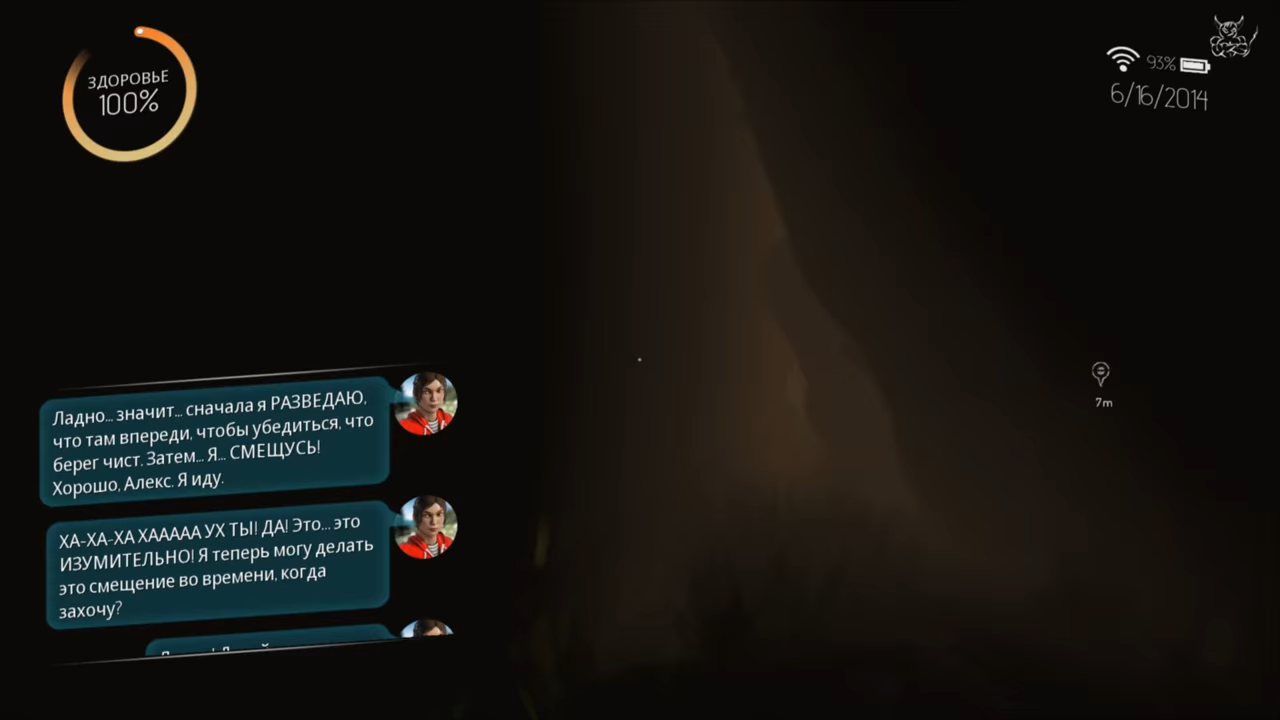 ЗДОРОВЬЕ
100%
93%
6/16/2014
7m
Ладно... значит... сначала я РАЗВЕДАЮ,
что там впереди, чтобы убедиться, что
берег чист. Затем... Я... СМЕЩУСЬ!
Хорошо, Алекс. Я иду.
ХА-ХА-ХА ХААААА УХ ТЫ! ДА! Это... это
ИЗУМИТЕЛЬНО! Я теперь могу делать
это смещение во времени, когда
захочу?